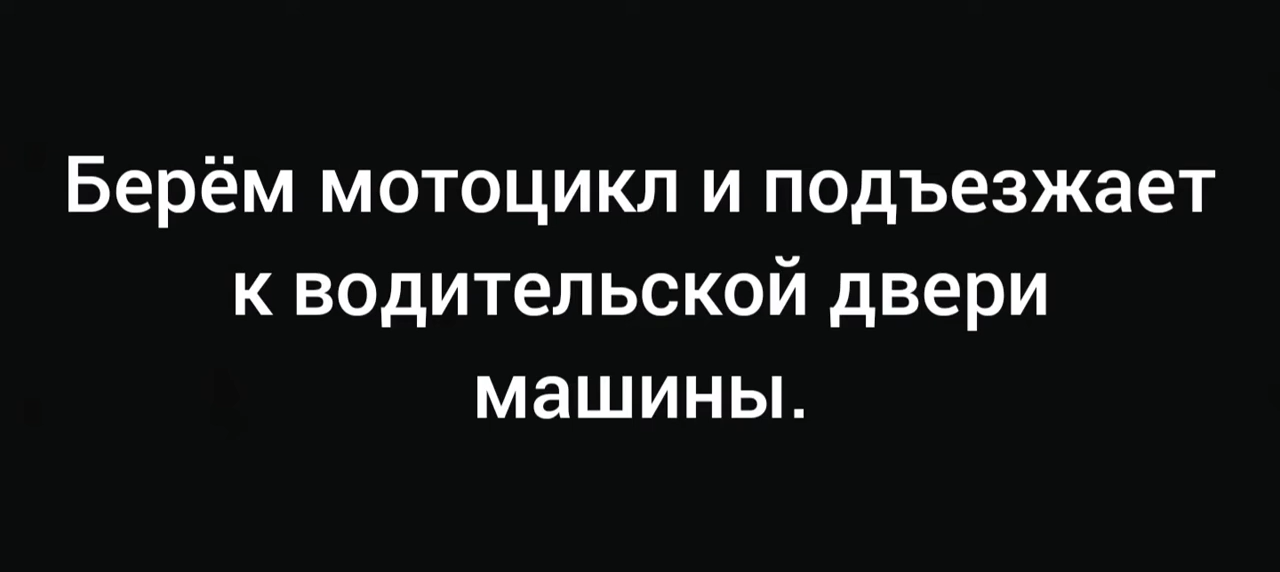 Берём мотоцикл и подъезжает
к водительской двери
машины.